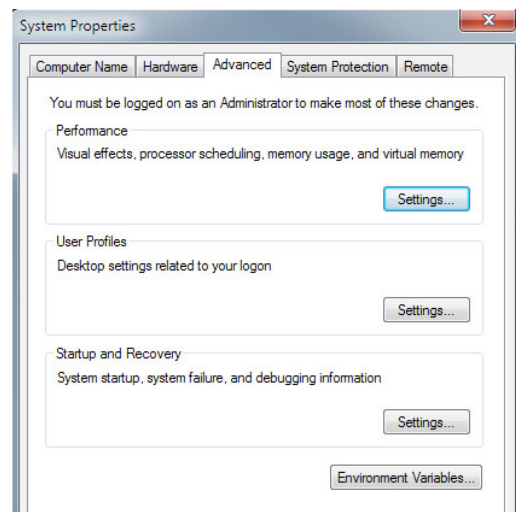 System Properties
Computer Name Hardware Advanced System Protection Remote
You must be logged on as an Administrator to make most of these changes.
Performance
Visual effects, processor scheduling, memory usage, and virtual memory
Settings...
User Profiles
Desktop settings related to your logon
Settings...
Startup and Recovery
System startup, system failure, and debugging information
Settings...
Environment Variables...